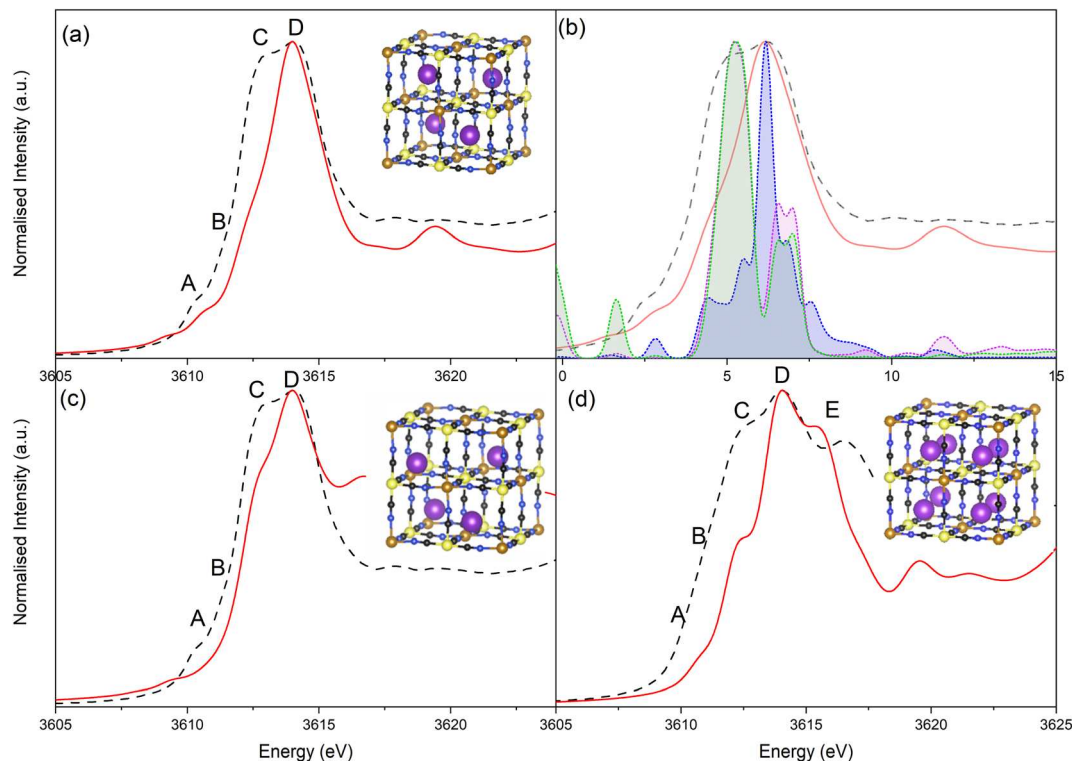 (a)
C
D
B
A
Normalised Intensity (a.u.)
3605
3610
3615
3620
(b)
0
5
10
15
(c)
C
D
B
A
Normalised Intensity (a.u.)
3605
3610
3615
3620
Energy (eV)
(d)
D
C
E
B
A
3605
3610
3615
3620
3625
Energy (eV)